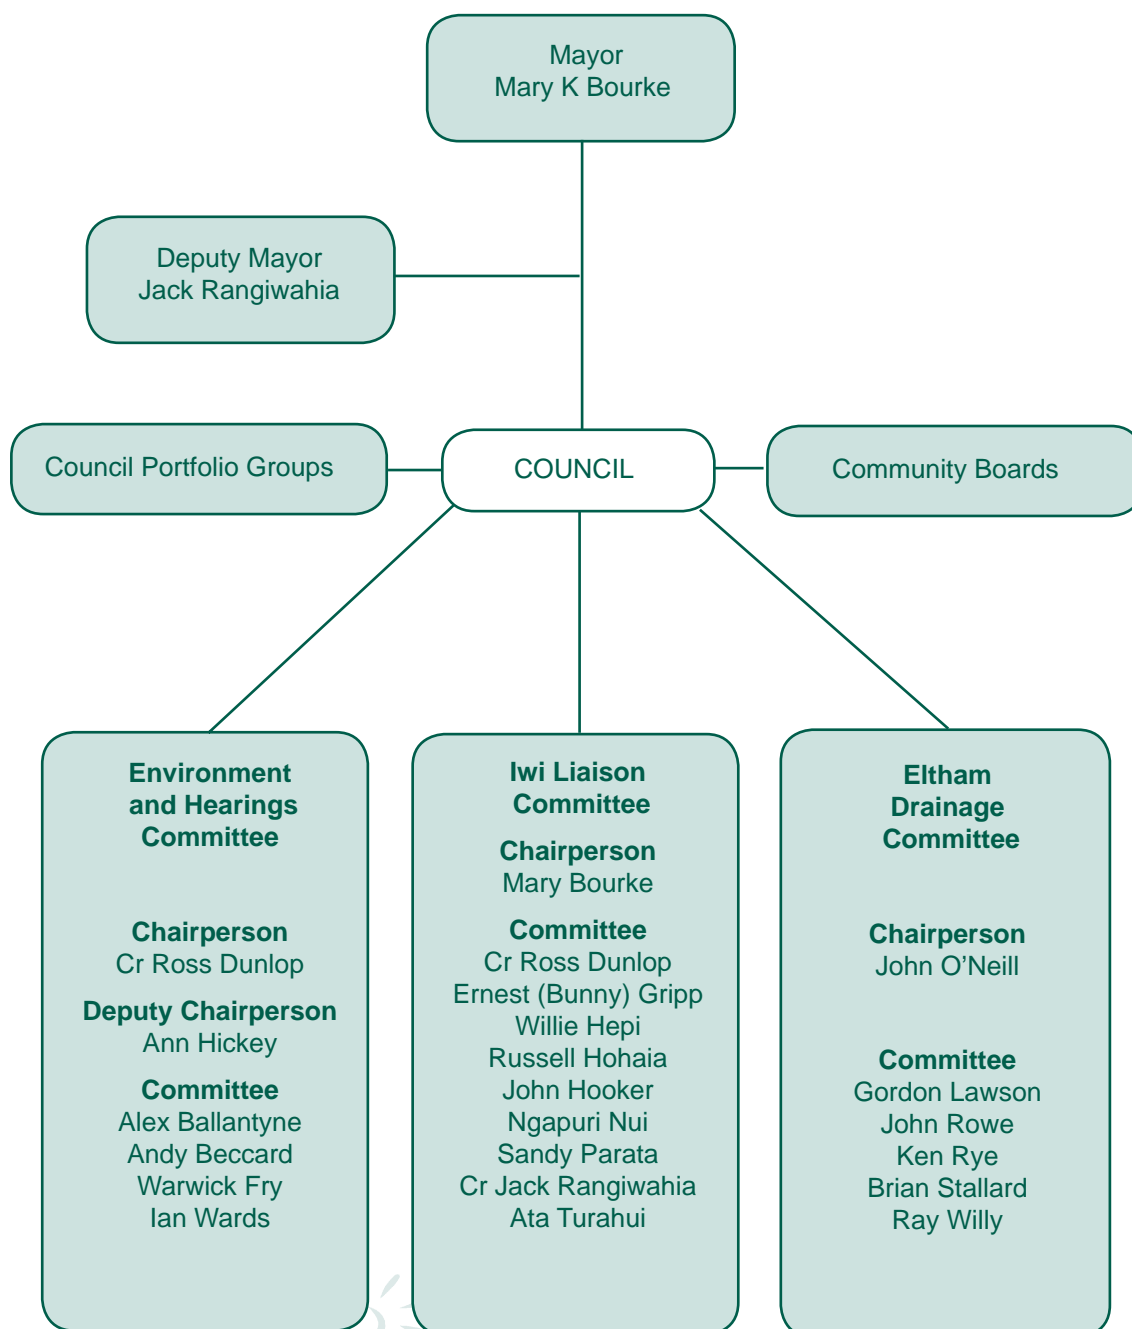 Mayor
Mary K Bourke
Deputy Mayor
Jack Rangiwahia
Council Portfolio Groups
COUNCIL
Community Boards
Environment
and Hearings
Committee
Chairperson
Cr Ross Dunlop
Deputy Chairperson
Ann Hickey
Committee
Alex Ballantyne
Andy Beccard
Warwick Fry
Ian Wards
Iwi Liaison
Committee
Chairperson
Mary Bourke
Committee
Cr Ross Dunlop
Ernest (Bunny) Gripp
Willie Hepi
Russell Hohaia
John Hooker
Ngapuri Nui
Sandy Parata
Cr Jack Rangiwahia
Ata Turahui
Eltham
Drainage
Committee
Chairperson
John O’Neill
Committee
Gordon Lawson
John Rowe
Ken Rye
Brian Stallard
Ray Willy